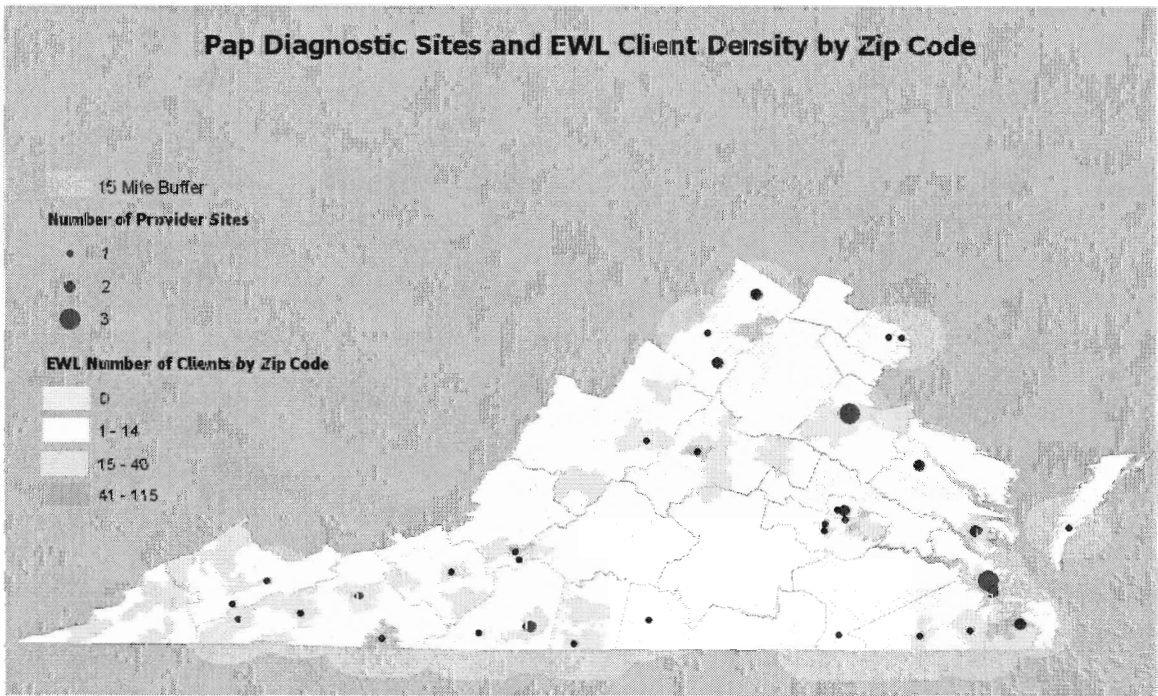 Pap Diagnostic Sites and EWL Client Density by Zip Code
15 Mile Buffer
Number of Provider Sites
1
2
3
EWL Number of Clients by Zip Code
0
1 - 14
15 - 40
41 - 115